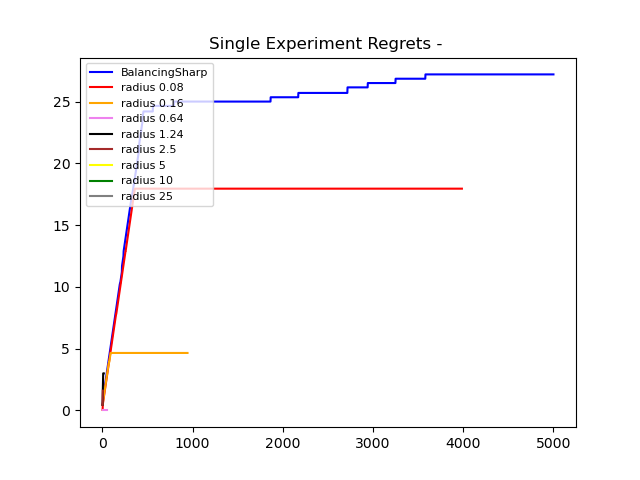 Single Experiment Regrets -
BalancingSharp
radius 0.08
radius 0.16
radius 0.64
radius 1.24
radius 2.5
radius 5
radius 10
radius 25
25
20
15
10
5
0
0 1000 2000 3000 4000 5000